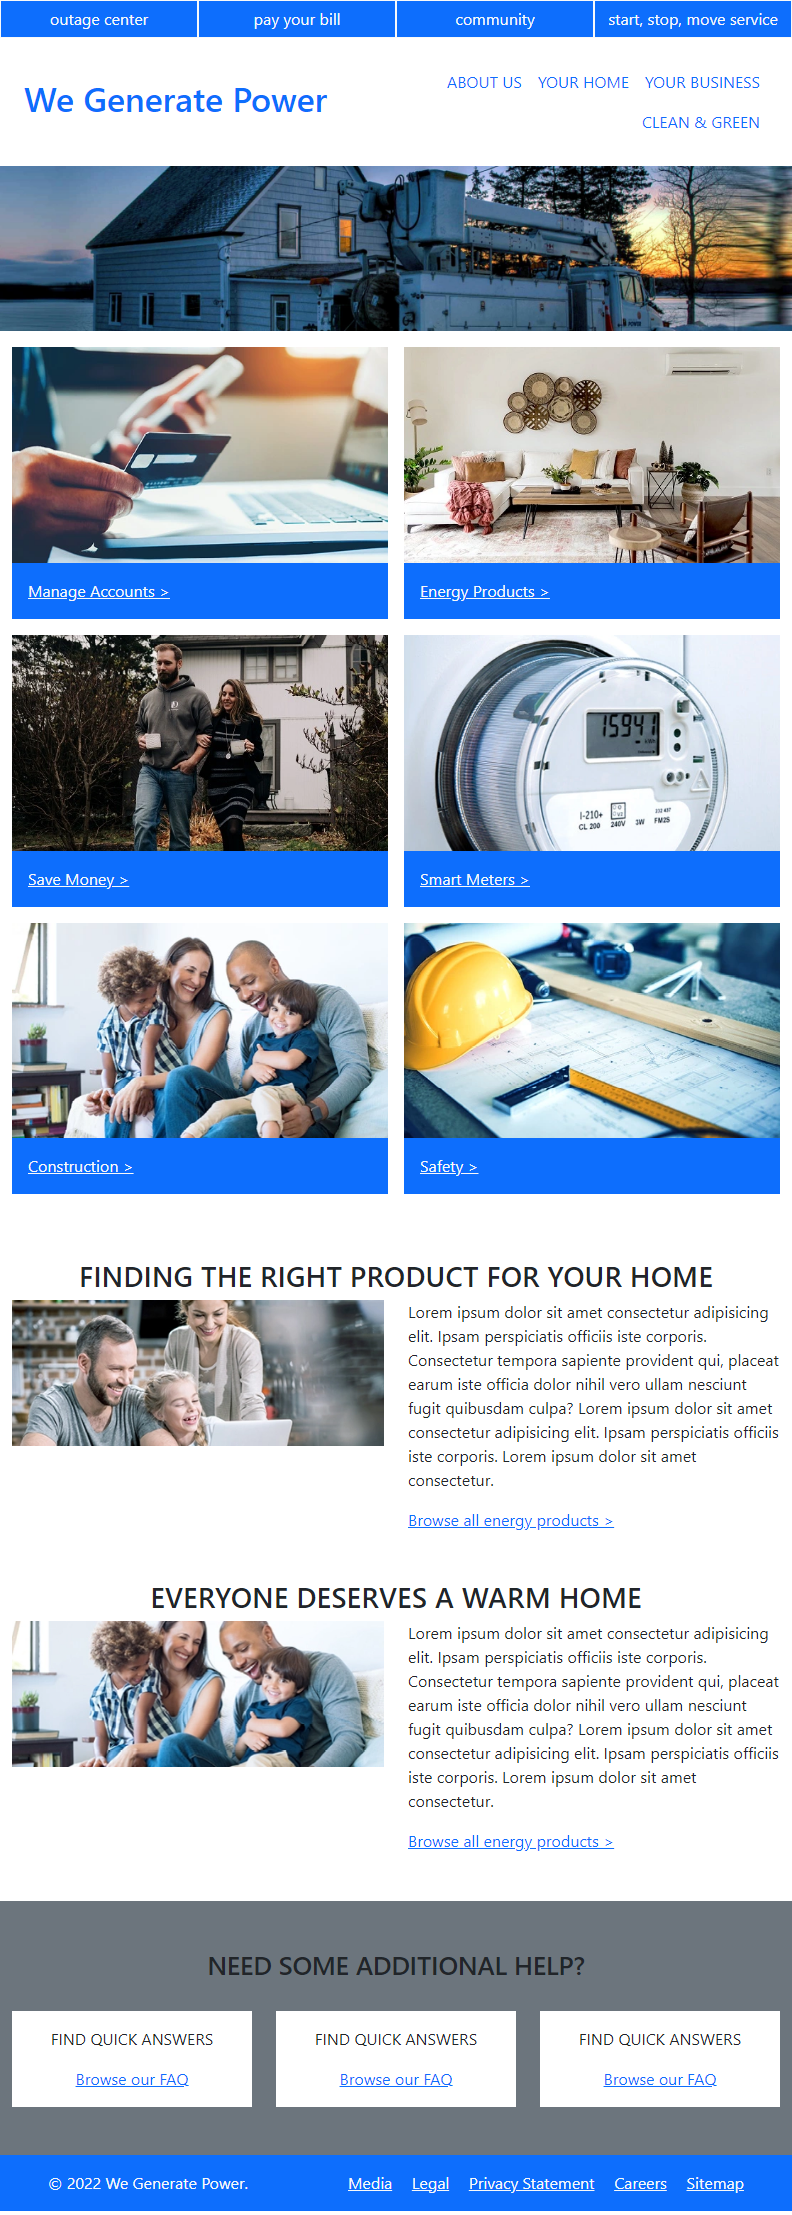 outage center
pay your bill
community
start, stop, move service
We Generate Power
ABOUT US YOUR HOME YOUR BUSINESS
CLEAN & GREEN
Manage Accounts >
Energy Products >
Save Money >
15941
I-210+
CL 200 240V 3W FM2S
Smart Meters >
Construction >
Safety >
FINDING THE RIGHT PRODUCT FOR YOUR HOME
Lorem ipsum dolor sit amet consectetur adipisicing
elit. Ipsam perspiciatis officiis iste corporis.
Consectetur tempora sapiente provident qui, placeat
earum iste officia dolor nihil vero ullam nesciunt
fugit quibusdam culpa? Lorem ipsum dolor sit amet
consectetur adipisicing elit. Ipsam perspiciatis officiis
iste corporis. Lorem ipsum dolor sit amet
consectetur.
Browse all energy products >
EVERYONE DESERVES A WARM HOME
Lorem ipsum dolor sit amet consectetur adipisicing
elit. Ipsam perspiciatis officiis iste corporis.
Consectetur tempora sapiente provident qui, placeat
earum iste officia dolor nihil vero ullam nesciunt
fugit quibusdam culpa? Lorem ipsum dolor sit amet
consectetur adipisicing elit. Ipsam perspiciatis officiis
iste corporis. Lorem ipsum dolor sit amet
consectetur.
Browse all energy products >
NEED SOME ADDITIONAL HELP?
FIND QUICK ANSWERS
Browse our FAQ
FIND QUICK ANSWERS
Browse our FAQ
FIND QUICK ANSWERS
Browse our FAQ
© 2022 We Generate Power.
Media Legal Privacy Statement Careers Sitemap